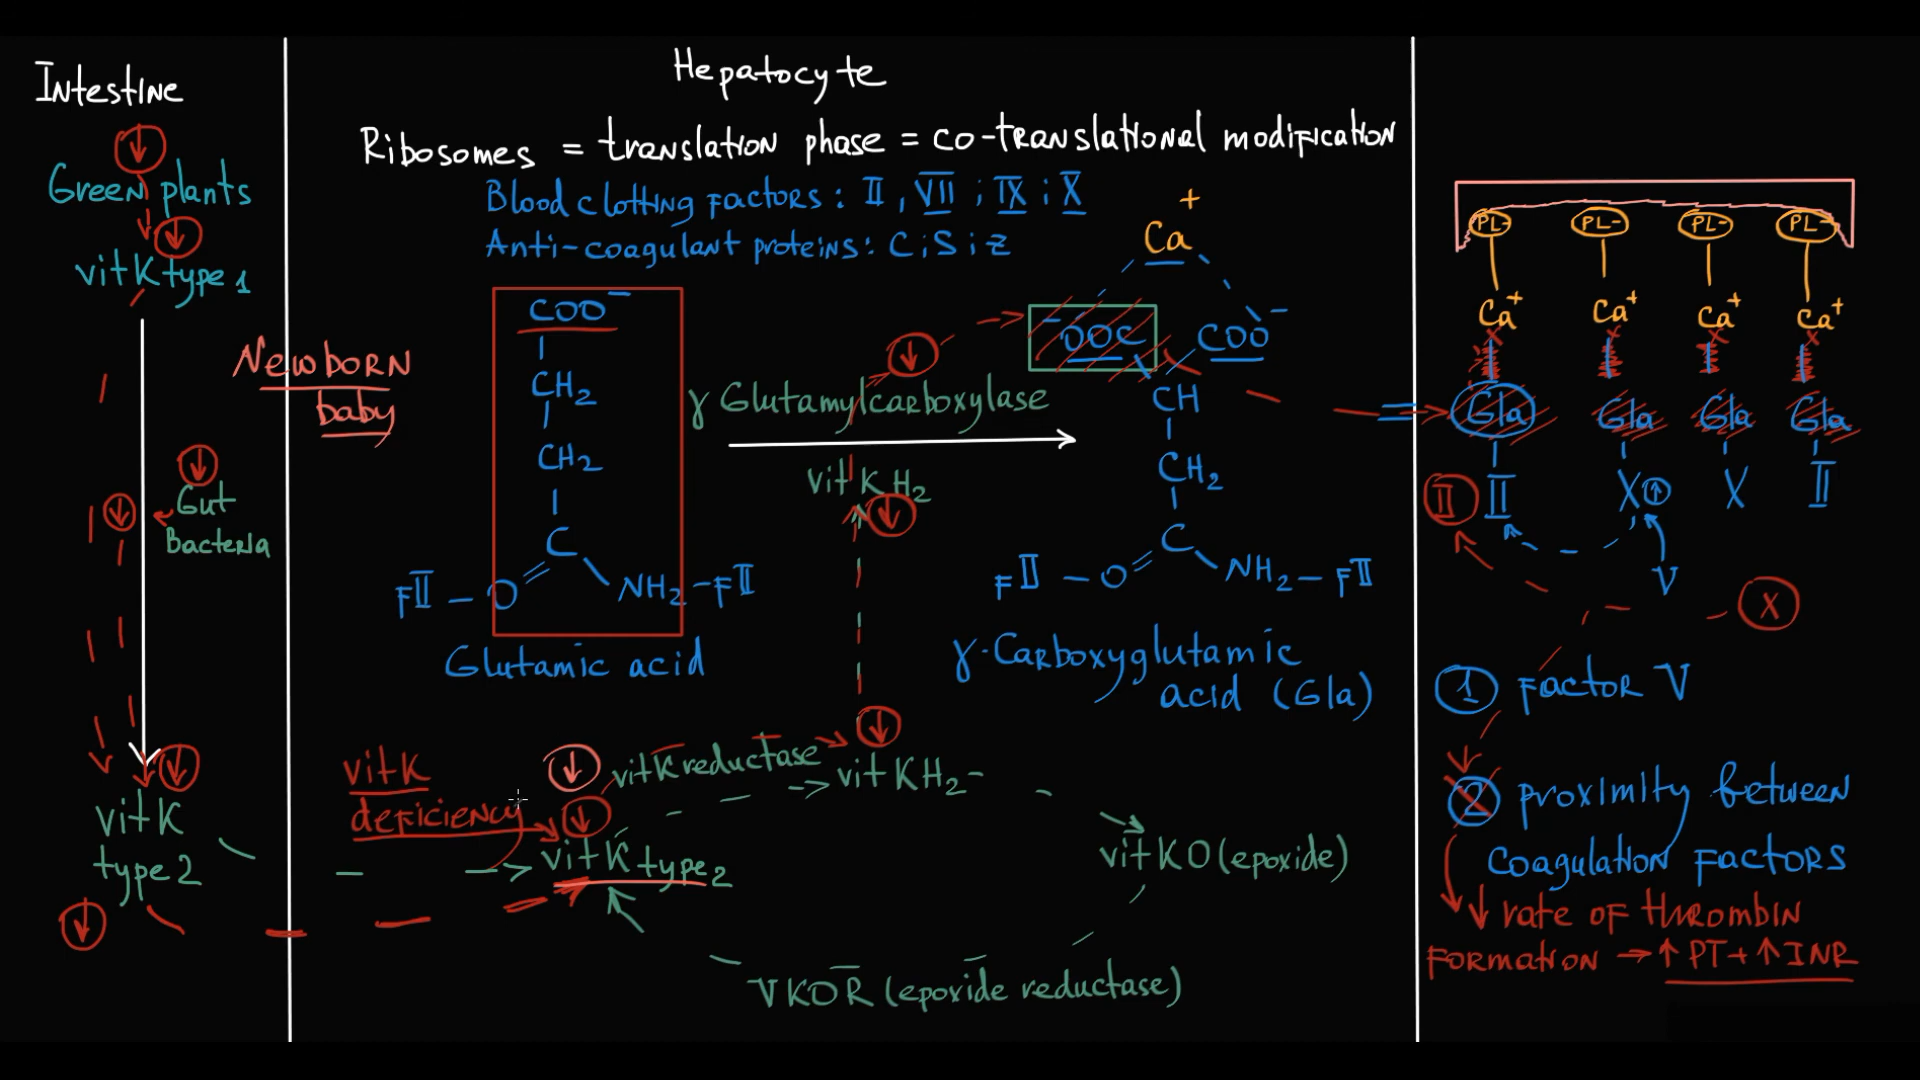 Intestine
Green plants
vit K type 1
Newborn
baby
Gut
Bacteria
vit K
type 2
Hepatocyte
Ribosomes = translation phase = co-translational modification
Blood clotting factors: II, VII; IX; X
Anti-coagulant proteins: C; S; Z
COO⁻
CH2
CH2
C
FII - O
NH2 - FII
Glutamic acid
γ Glutamylcarboxylase
vit KH2
Ca+
⁻OOC
COO⁻
CH
CH2
C
FII - O
NH2 - FII
γ-Carboxyglutamic
acid (Gla)
vit K
deficiency
vit K reductase
vit KH2
vit K type 2
vit KO (epoxide)
VKOR (epoxide reductase)
PL- PL- PL- PL-
Ca+ Ca+ Ca+ Ca+
Gla Gla Gla Gla
II II X↑ X II
V
X
1 Factor V
2 proximity between
coagulation factors
↓ rate of thrombin
formation → ↑ PT + ↑ INR